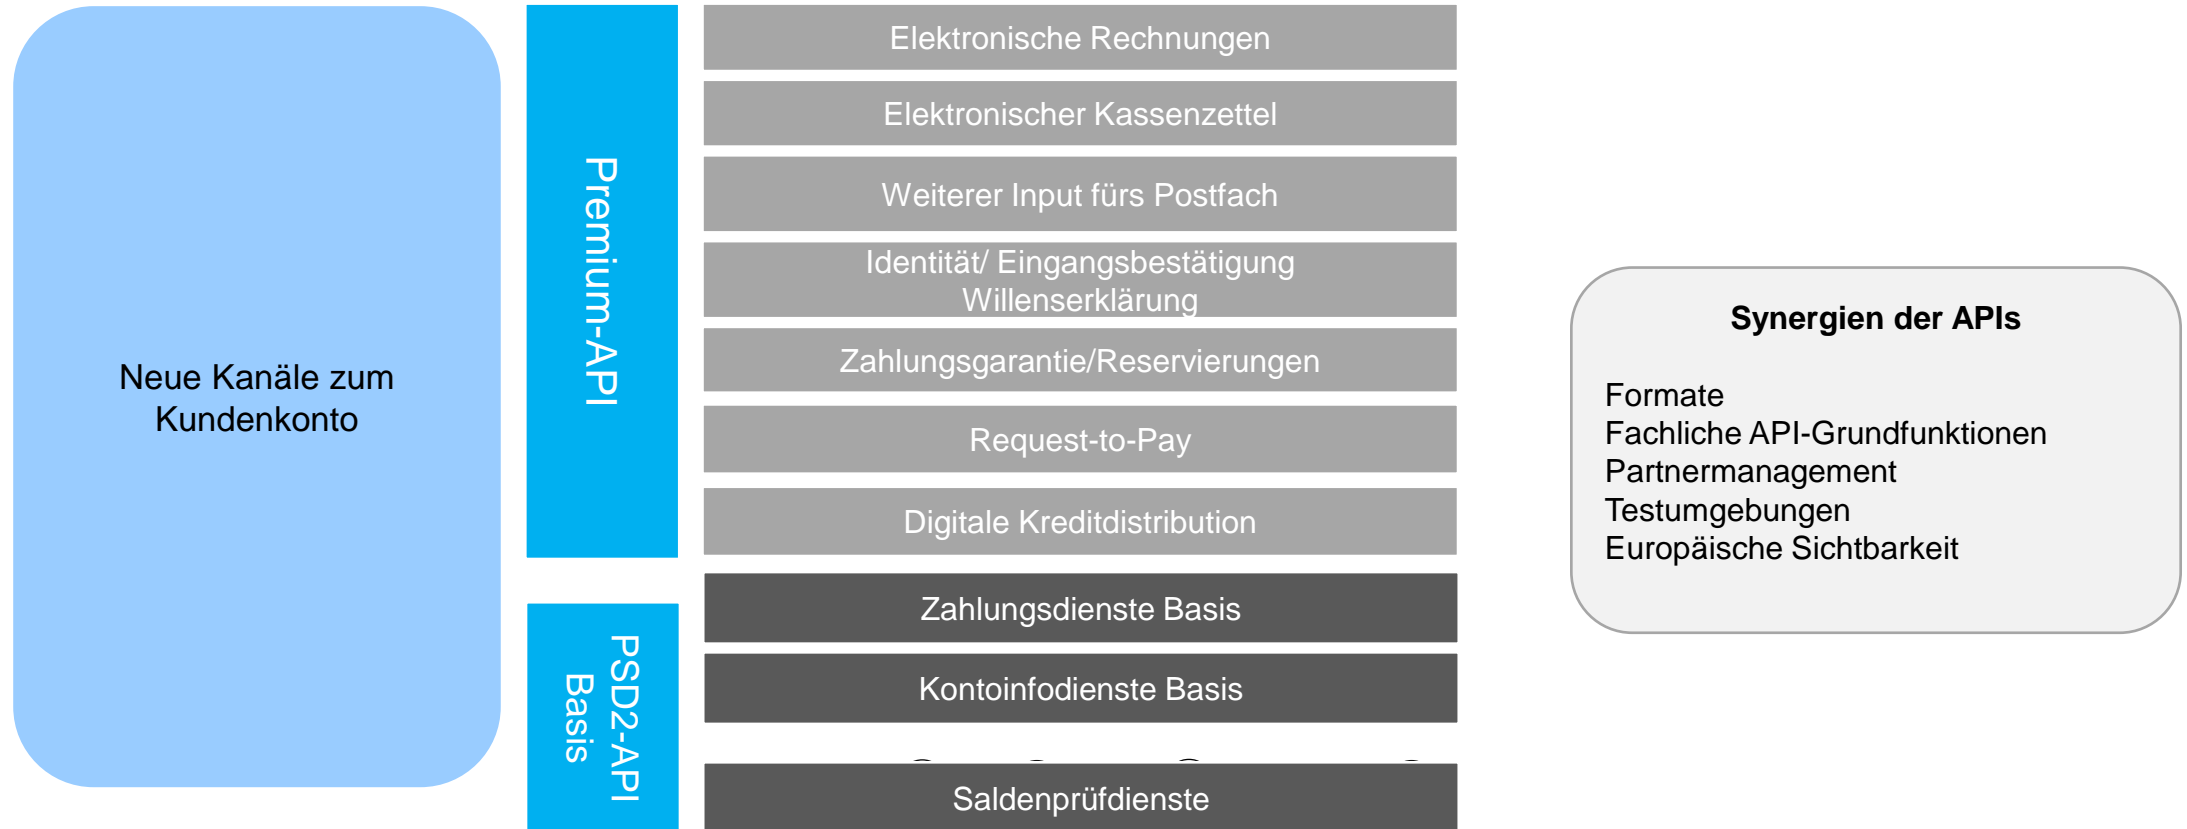 Neue Kanäle zum
Kundenkonto
Premium-API
Elektronische Rechnungen
Elektronischer Kassenzettel
Weiterer Input fürs Postfach
Identität/ Eingangsbestätigung
Willenserklärung
Zahlungsgarantie/Reservierungen
Request-to-Pay
Digitale Kreditdistribution
PSD2-API
Basis
Zahlungsdienste Basis
Kontoinfodienste Basis
Saldenprüfdienste
Synergien der APIs
Formate
Fachliche API-Grundfunktionen
Partnermanagement
Testumgebungen
Europäische Sichtbarkeit